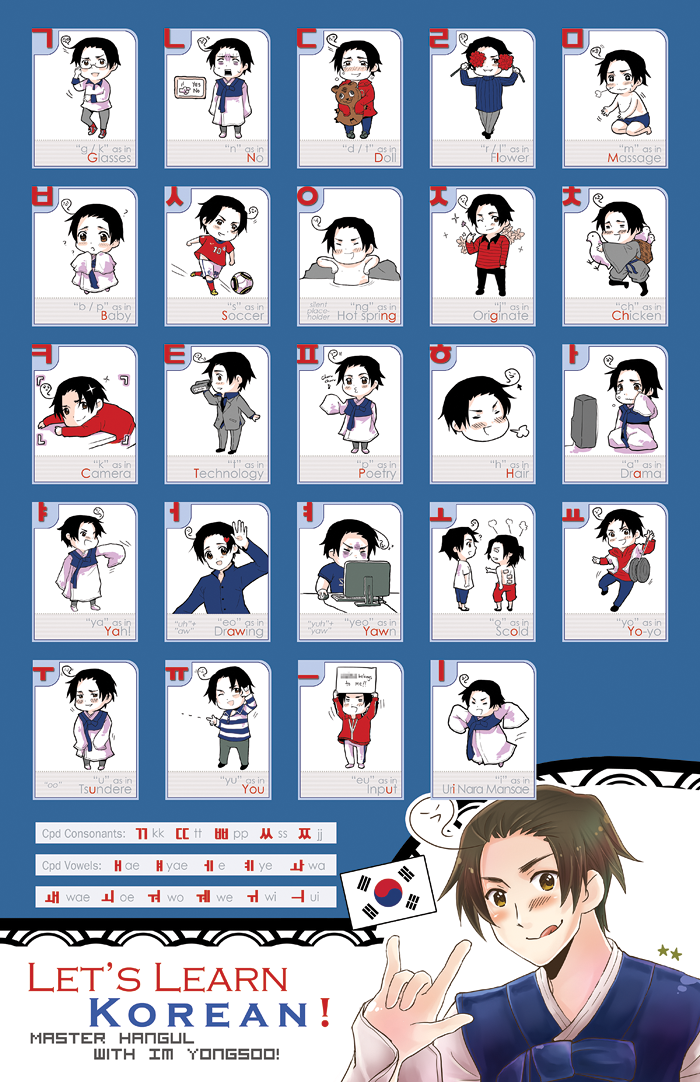 ㄱ
"g / k" as in
Glasses
ㄴ
Yes
No
"n" as in
No
ㄷ
"d / t" as in
Doll
ㄹ
"r / l" as in
Flower
ㅁ
"m" as in
Massage
ㅂ
"b / p" as in
Baby
ㅅ
10
"s" as in
Soccer
ㅇ
silent
place-
holder
"ng" as in
Hot Spring
ㅈ
"j" as in
Originate
ㅊ
"ch" as in
Chicken
ㅋ
"k" as in
Camera
ㅌ
"t" as in
Technology
ㅍ
"p" as in
Poetry
ㅎ
"h" as in
Hair
ㅏ
"a" as in
Drama
ㅑ
"ya" as in
Yah!
ㅓ
"uh"+
"aw"
"eo" as in
Drawing
ㅕ
"yuh"+
"yaw"
"yeo" as in
Yawn
ㅗ
"o" as in
Scold
ㅛ
"yo" as in
Yo-yo
ㅜ
"oo"
"u" as in
Tsundere
ㅠ
"yu" as in
You
ㅡ
belongs
to me!!
"eu" as in
Input
ㅣ
"i" as in
Uri Nara Mansae
Cpd Consonants: ㄲ kk ㄸ tt ㅃ pp ㅆ ss ㅉ jj
Cpd Vowels: ㅐ ae ㅒ yae ㅔ e ㅖ ye ㅘ wa
ㅙ wae ㅚ oe ㅝ wo ㅞ we ㅟ wi ㅢ ui
LET'S LEARN
KOREAN!
MASTER HANGUL
WITH IM YONGSOO!